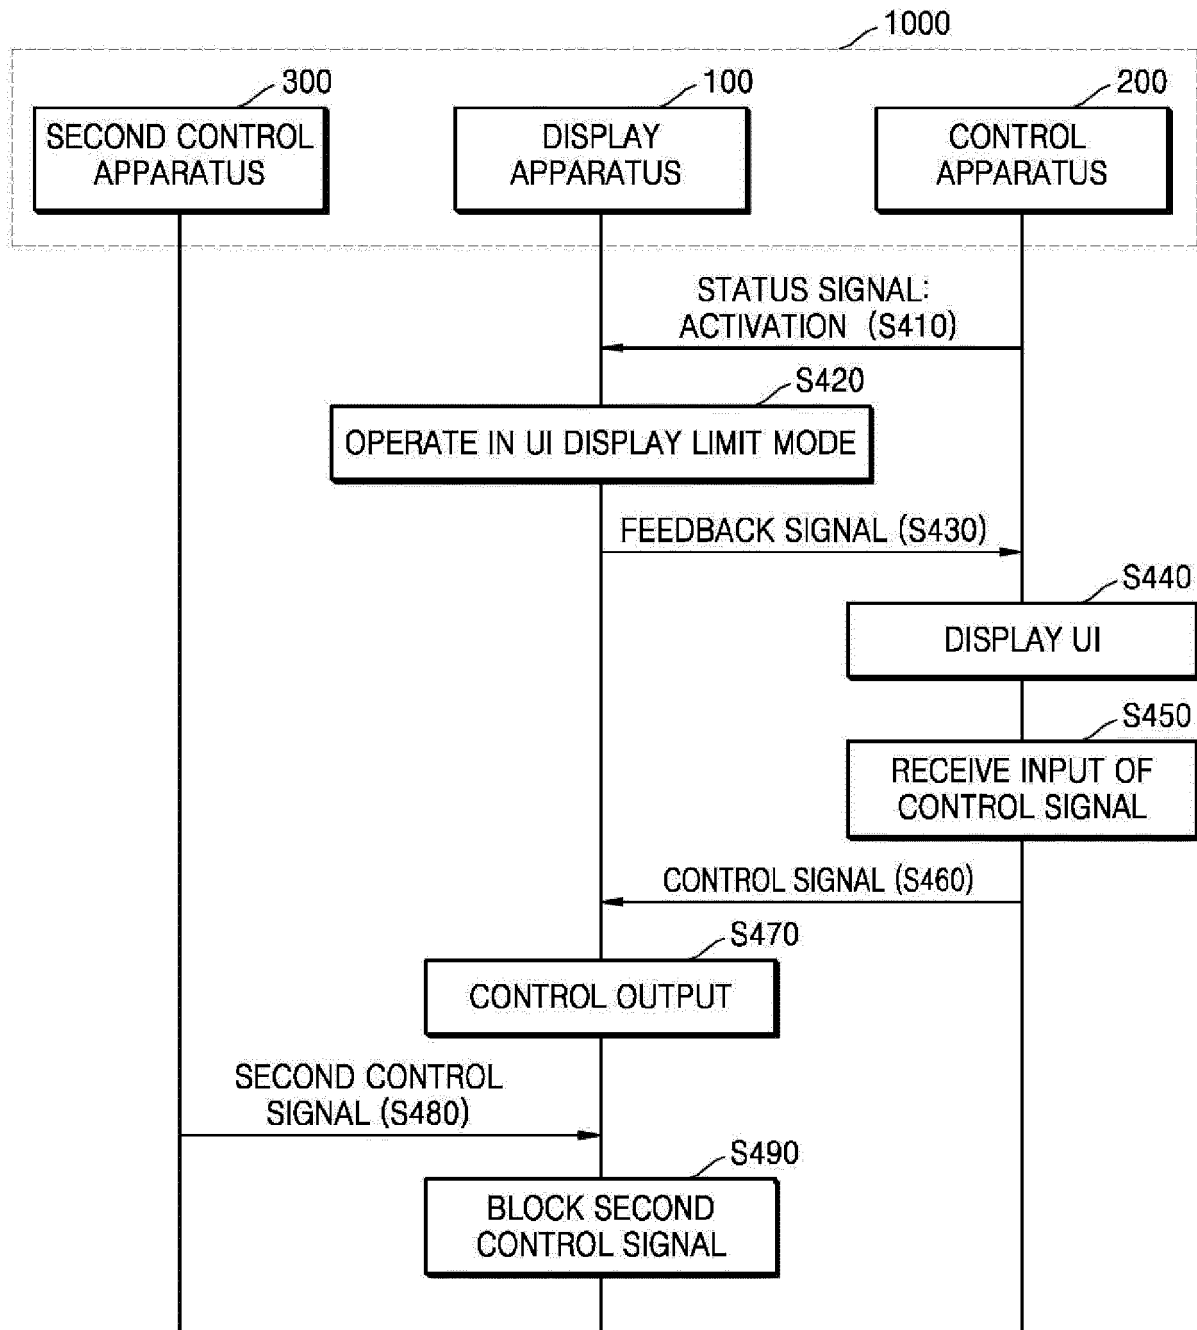 1000
300
100
200
SECOND CONTROL
APPARATUS
DISPLAY
APPARATUS
CONTROL
APPARATUS
STATUS SIGNAL:
ACTIVATION (S410)
S420
OPERATE IN UI DISPLAY LIMIT MODE
FEEDBACK SIGNAL (S430)
S440
DISPLAY UI
S450
RECEIVE INPUT OF
CONTROL SIGNAL
CONTROL SIGNAL (S460)
S470
CONTROL OUTPUT
SECOND CONTROL
SIGNAL (S480)
S490
BLOCK SECOND
CONTROL SIGNAL